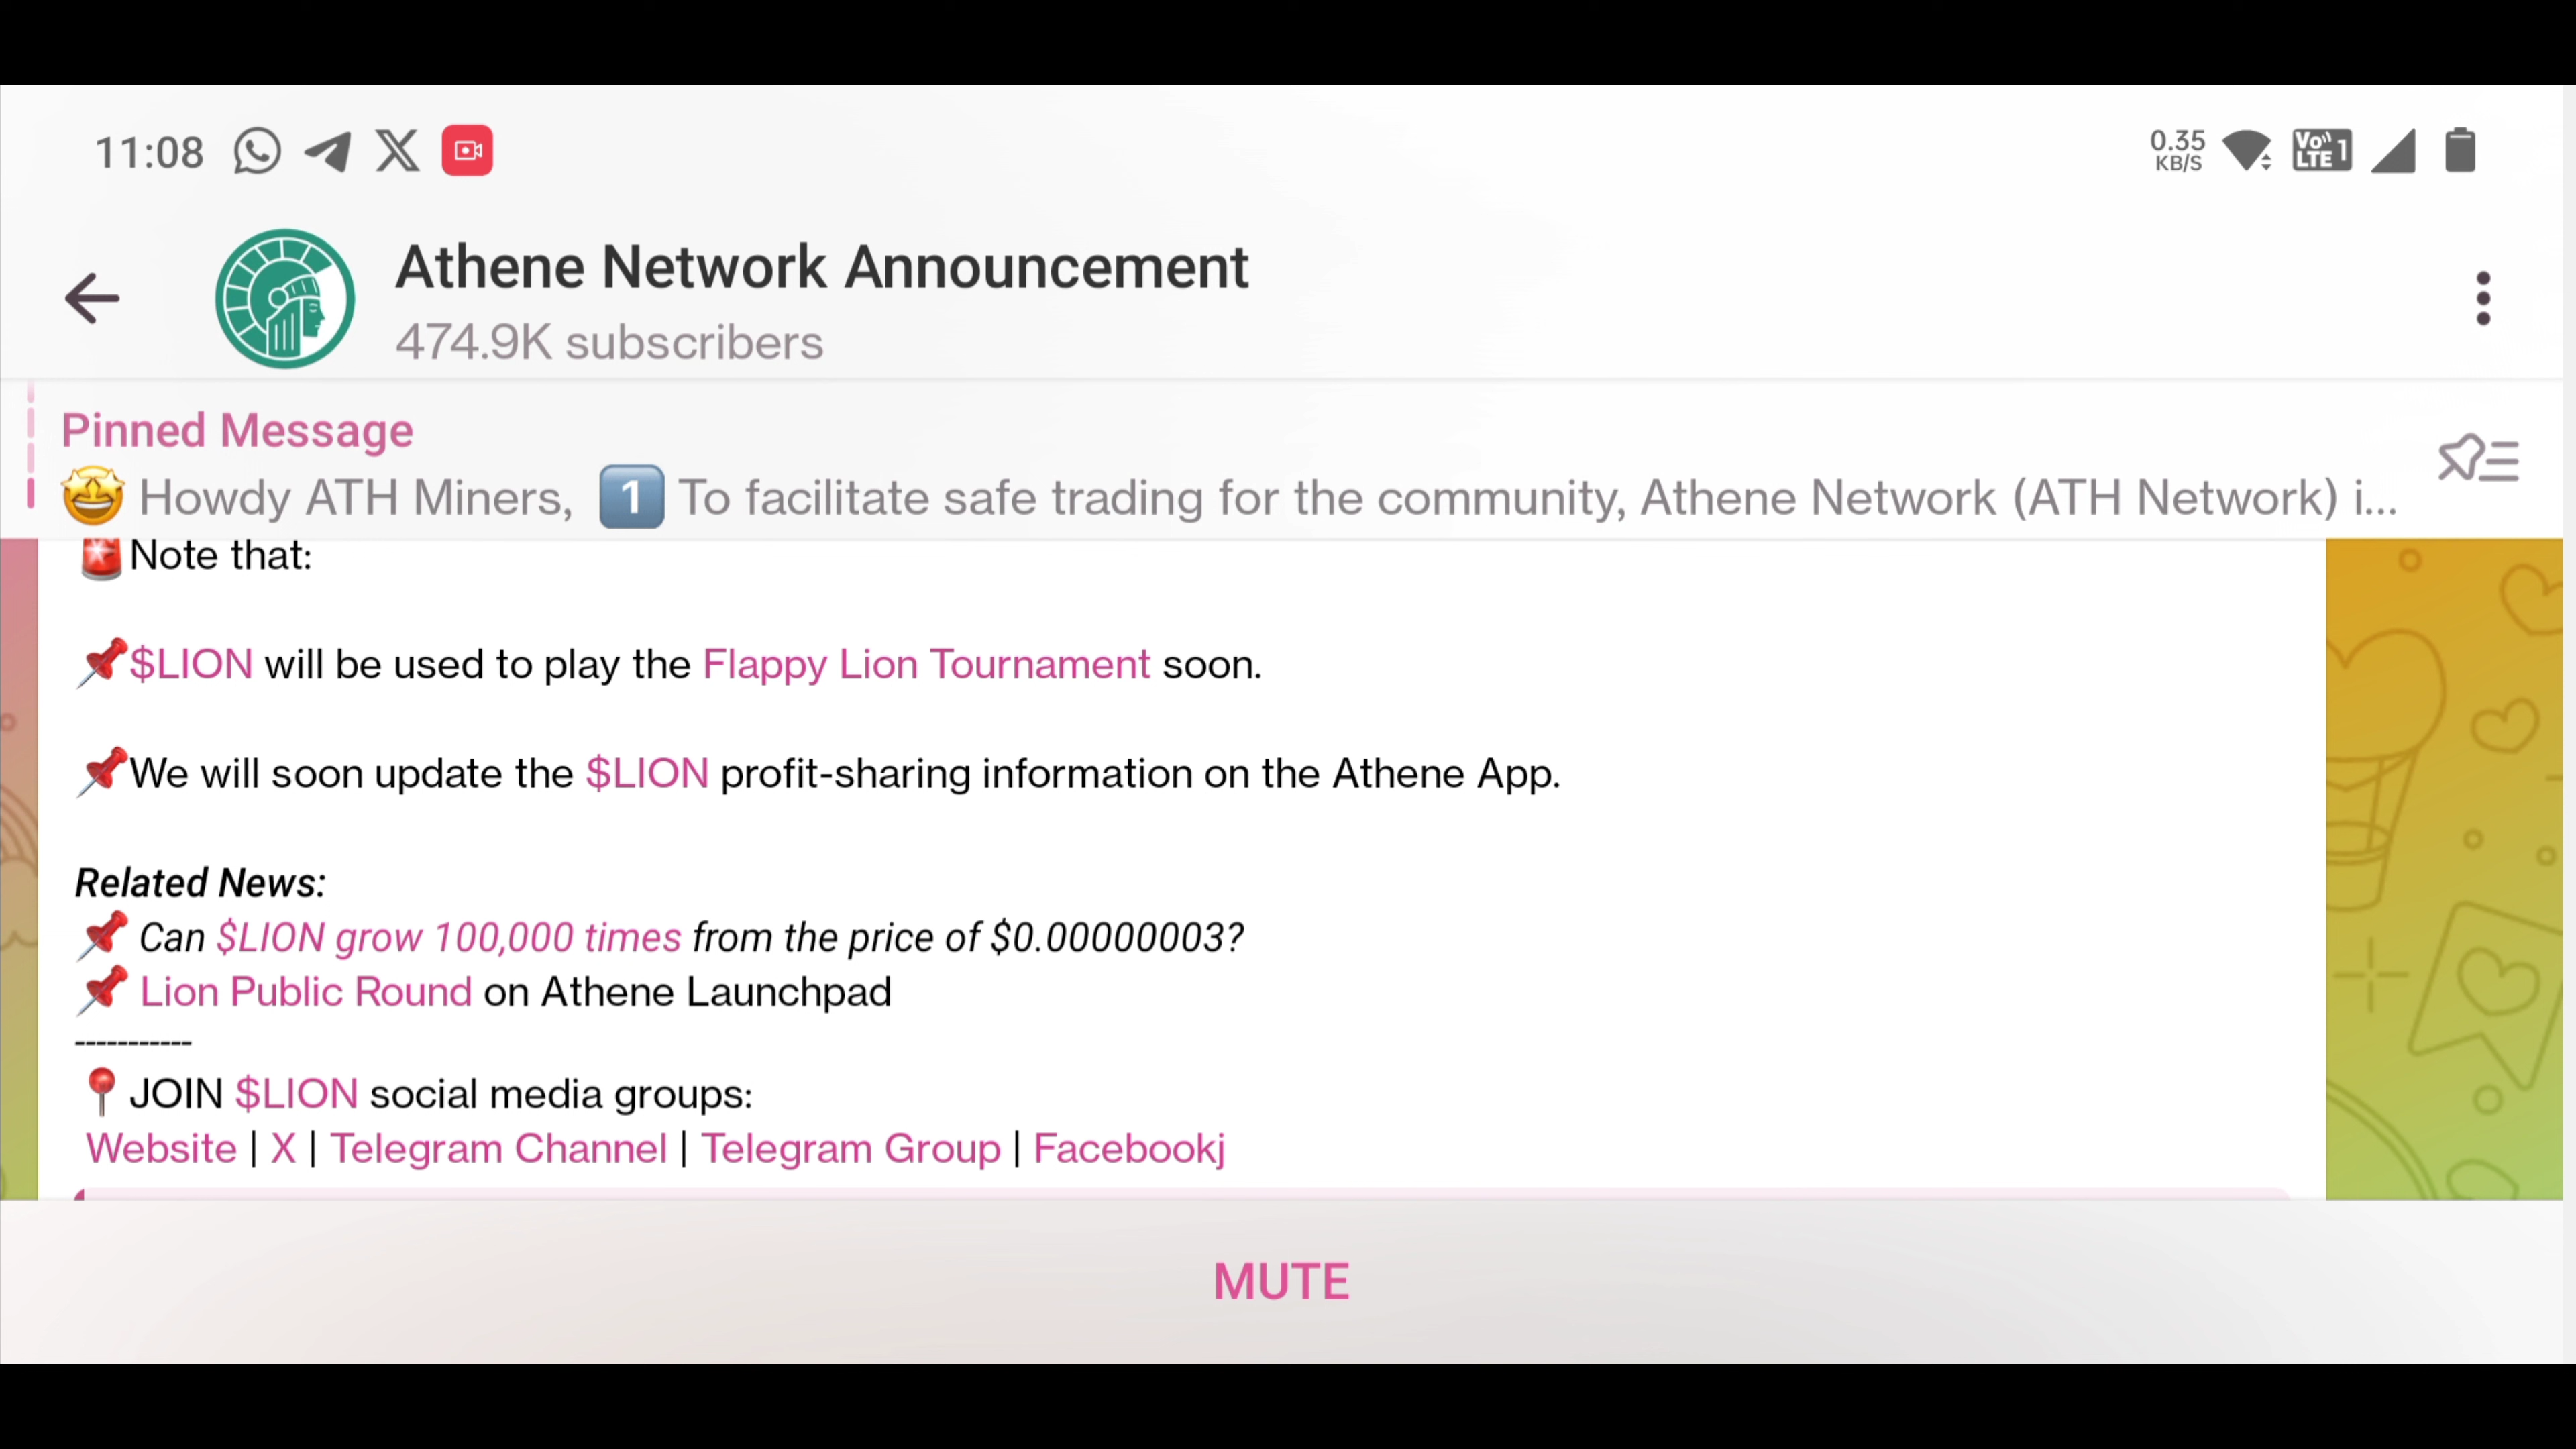 11:08
0.35
KB/S
Vo LTE 1
Athene Network Announcement
474.9K subscribers
Pinned Message
🤩 Howdy ATH Miners, 1️⃣ To facilitate safe trading for the community, Athene Network (ATH Network) i...
🚨Note that:
📌$LION will be used to play the Flappy Lion Tournament soon.
📌We will soon update the $LION profit-sharing information on the Athene App.
Related News:
📌 Can $LION grow 100,000 times from the price of $0.00000003?
📌 Lion Public Round on Athene Launchpad
-----------
📍JOIN $LION social media groups:
Website | X | Telegram Channel | Telegram Group | Facebookj
MUTE